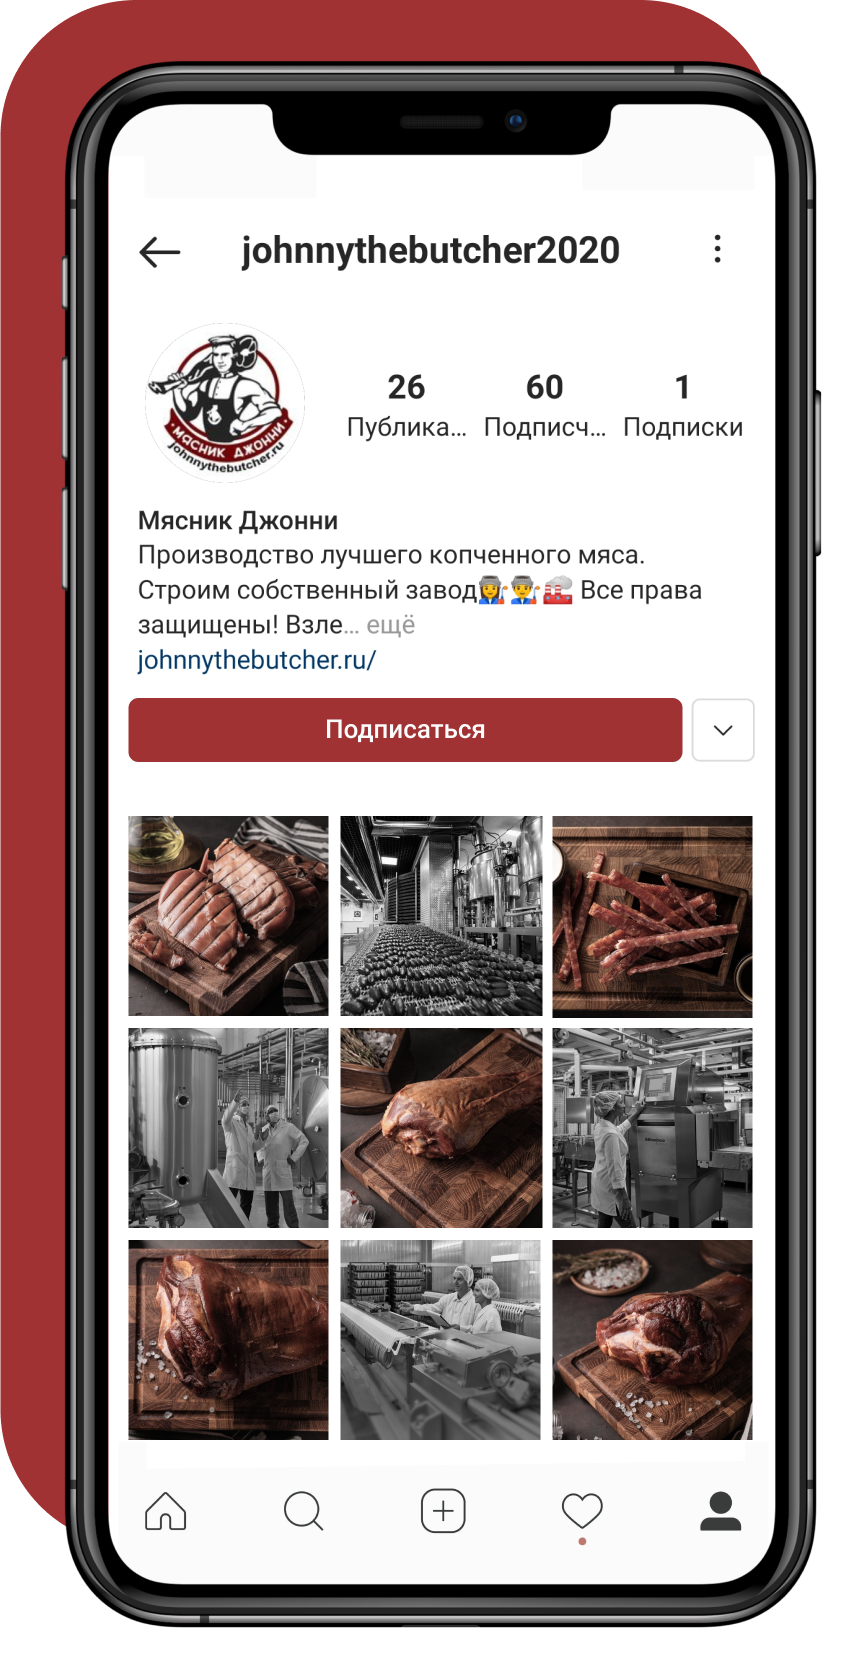 johnnythebutcher2020
26 60 1
Публика... Подписч... Подписки
МЯСНИК ДЖОННИ
johnnythebutcher.ru
Мясник Джонни
Производство лучшего копченного мяса.
Строим собственный завод👩‍🏭👨‍🏭🏭 Все права
защищены! Взле... ещё
johnnythebutcher.ru/
Подписаться